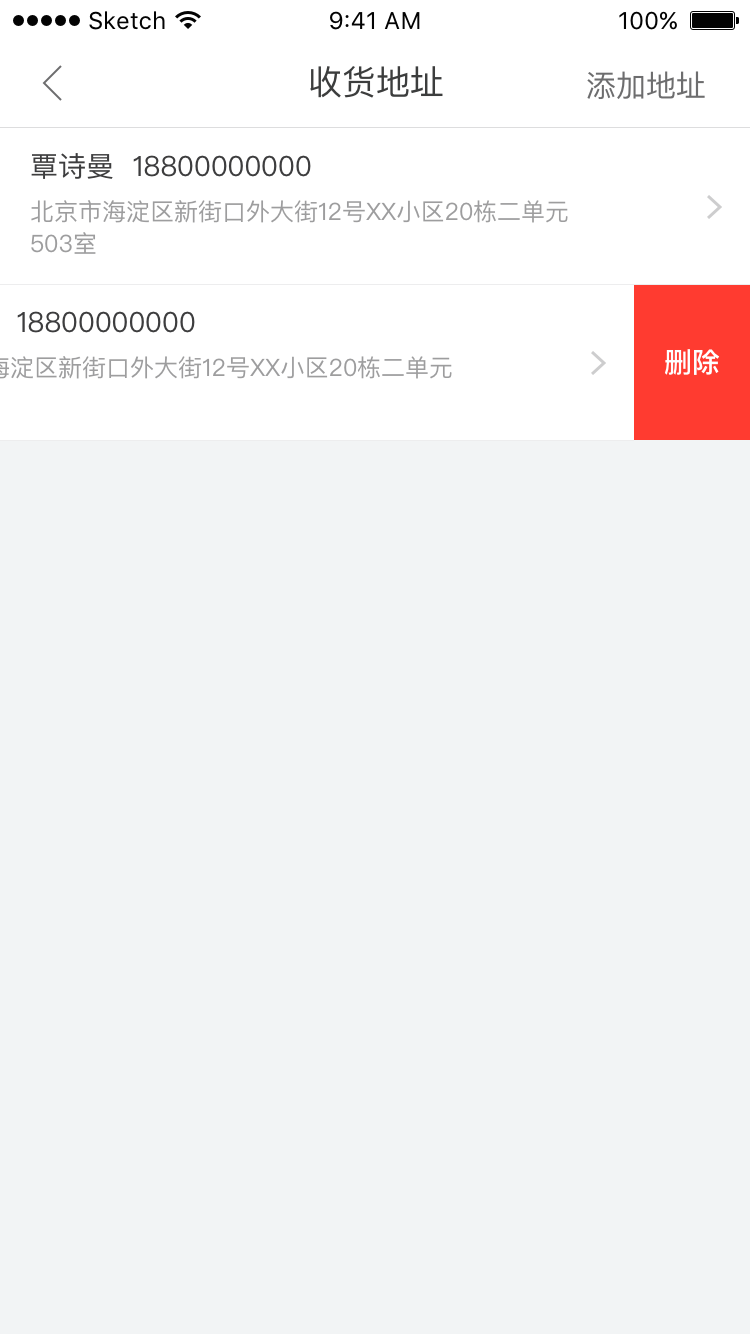 Sketch 9:41 AM 100%
收货地址 添加地址
覃诗曼 18800000000
北京市海淀区新街口外大街12号XX小区20栋二单元
503室
18800000000
海淀区新街口外大街12号XX小区20栋二单元
删除